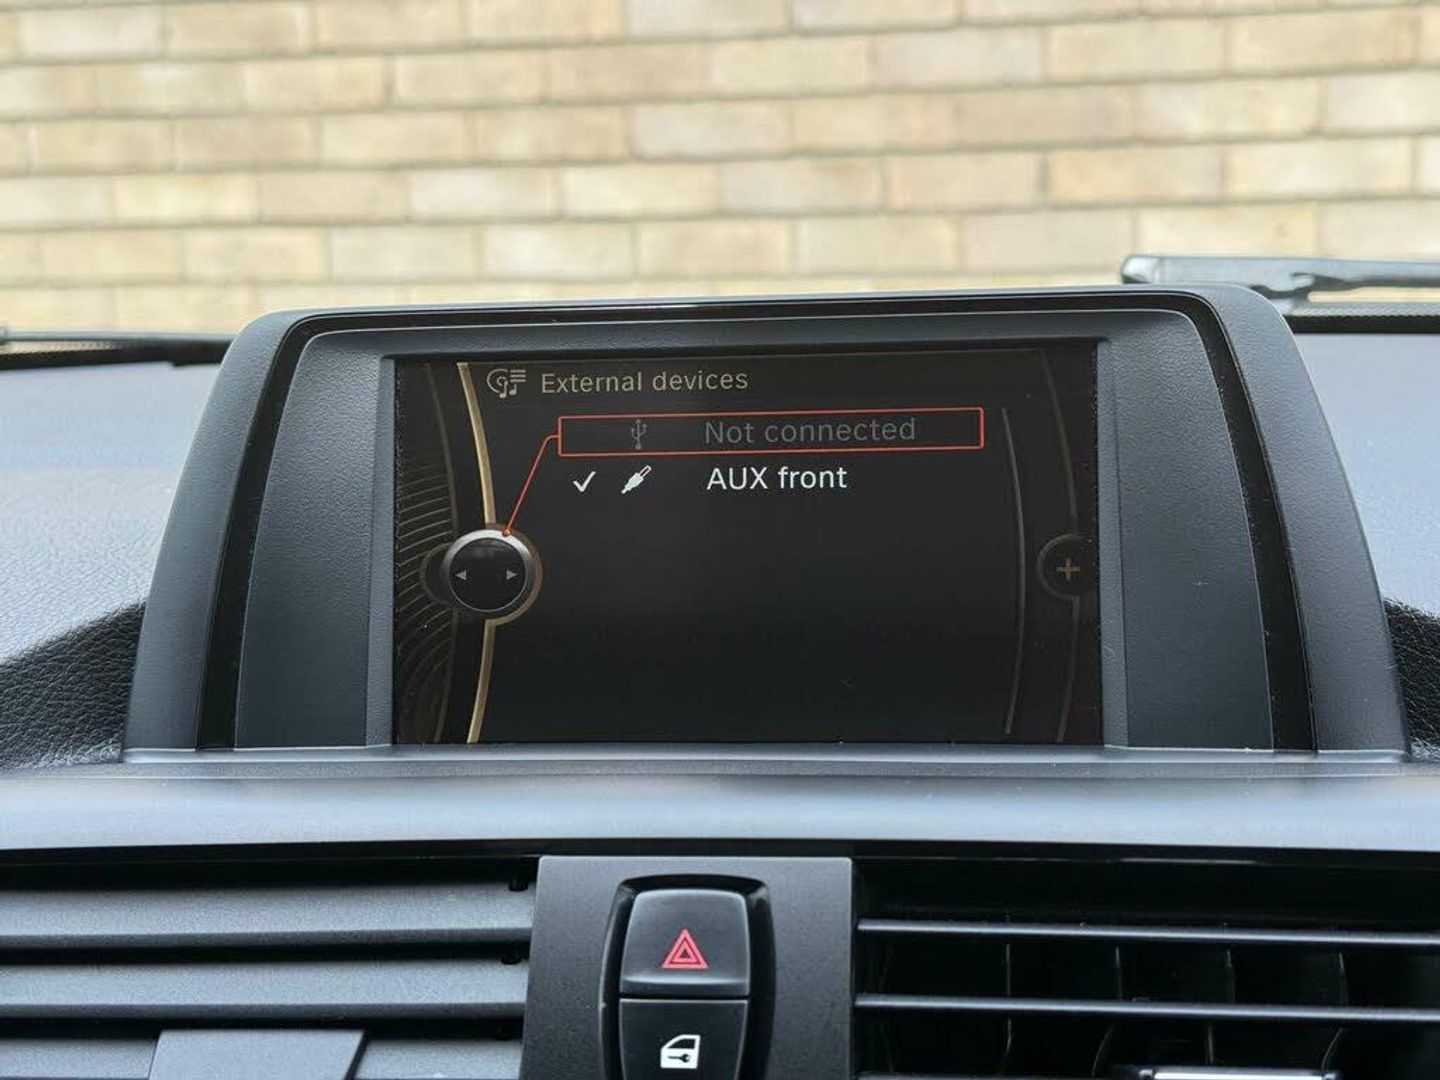 External devices
Not connected
AUX front